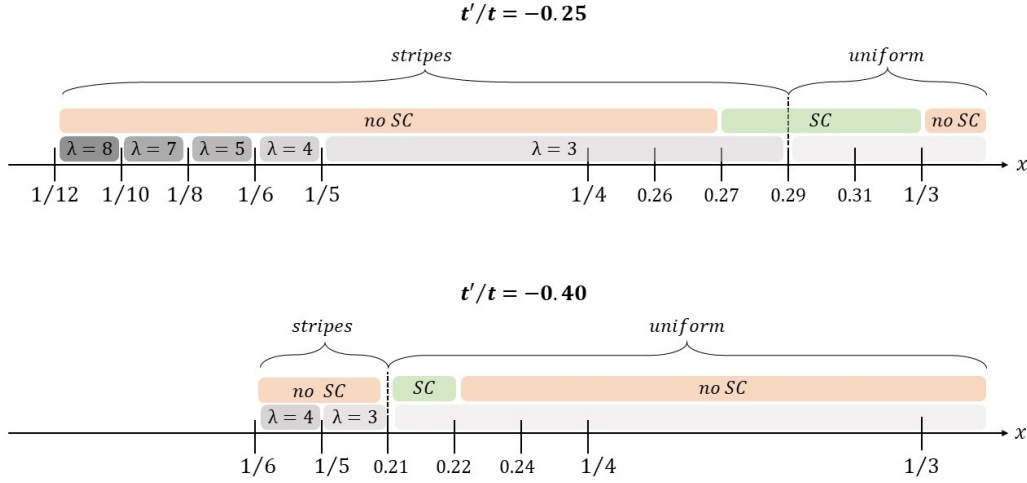 t′/t = −0.25
stripes uniform
no SC SC no SC
λ = 8 λ = 7 λ = 5 λ = 4 λ = 3
x
1/12 1/10 1/8 1/6 1/5 1/4 0.26 0.27 0.29 0.31 1/3
t′/t = −0.40
stripes uniform
no SC SC no SC
λ = 4 λ = 3
x
1/6 1/5 0.21 0.22 0.24 1/4 1/3